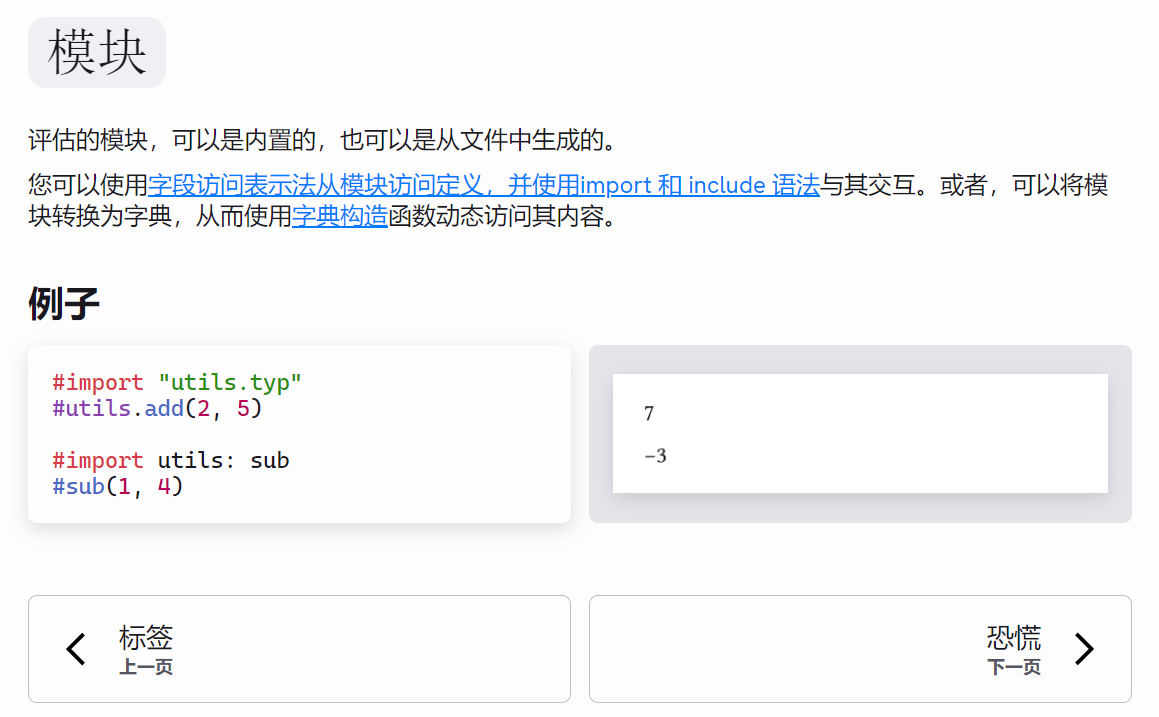 模块
评估的模块，可以是内置的，也可以是从文件中生成的。
您可以使用字段访问表示法从模块访问定义，并使用import 和 include 语法与其交互。或者，可以将模
块转换为字典，从而使用字典构造函数动态访问其内容。
例子
#import "utils.typ"
#utils.add(2, 5)
#import utils: sub
#sub(1, 4)
7
−3
标签
上一页
恐慌
下一页